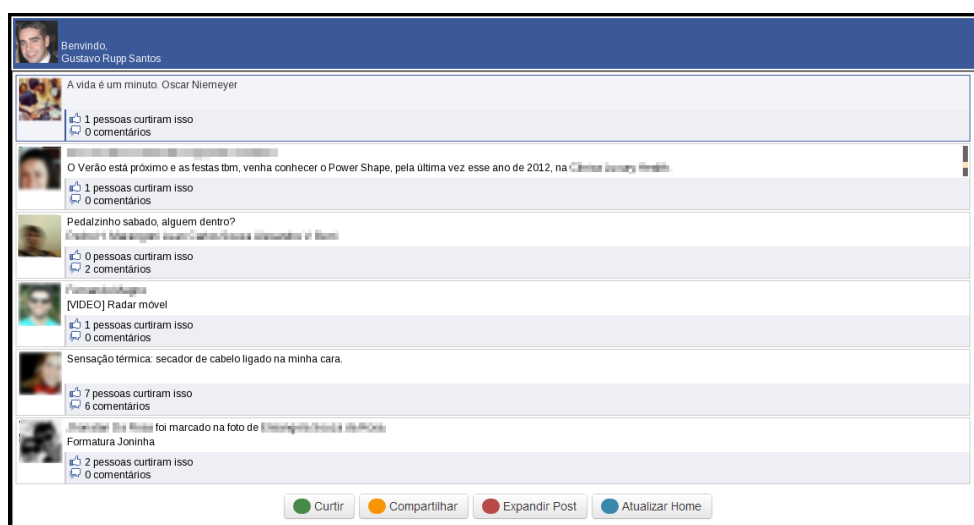 Benvindo,
Gustavo Rupp Santos
A vida é um minuto. Oscar Niemeyer
1 pessoas curtiram isso
0 comentários
O Verão está próximo e as festas tbm, venha conhecer o Power Shape, pela última vez esse ano de 2012, na
1 pessoas curtiram isso
0 comentários
Pedalzinho sabado, alguem dentro?
0 pessoas curtiram isso
2 comentários
[VIDEO] Radar móvel
1 pessoas curtiram isso
0 comentários
Sensação térmica: secador de cabelo ligado na minha cara.
7 pessoas curtiram isso
6 comentários
foi marcado na foto de
Formatura Joninha
2 pessoas curtiram isso
0 comentários
Curtir Compartilhar Expandir Post Atualizar Home